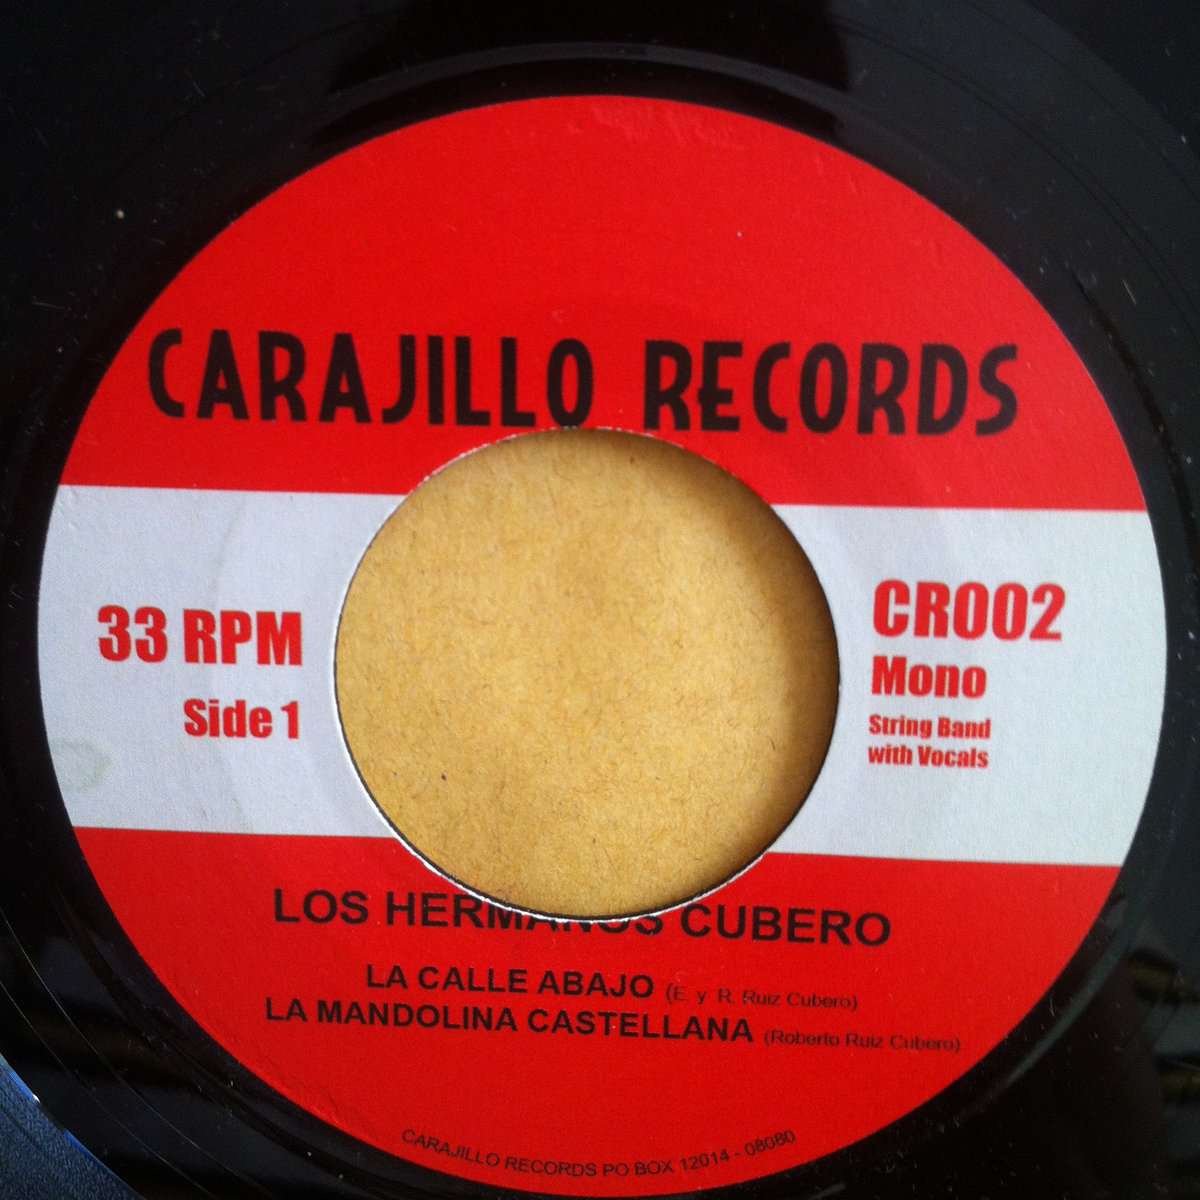 CARAJILLO RECORDS
33 RPM
Side 1
CR002
Mono
String Band
with Vocals
LOS HERMANOS CUBERO
LA CALLE ABAJO (E. y R. Ruiz Cubero)
LA MANDOLINA CASTELLANA (Roberto Ruiz Cubero)
CARAJILLO RECORDS PO BOX 12014 - 08080